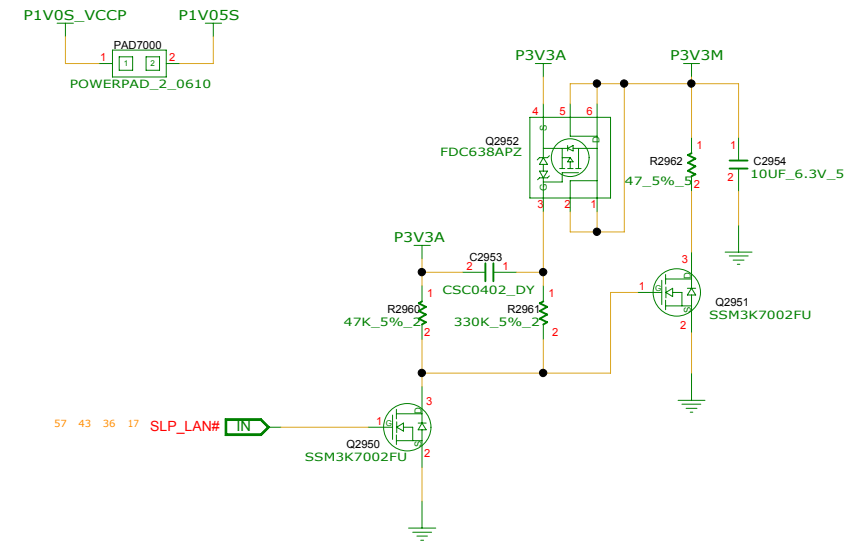 P1V0S_VCCP P1V05S
PAD7000
1 1 2 2
POWERPAD_2_0610
P3V3A P3V3M
4 5 6
S D
Q2952
FDC638APZ
G
3 2 1
1
R2962
47_5%_5
2
1
C2954
10UF_6.3V_5
2
P3V3A
C2953
2 1
CSC0402_DY
1
R2960
47K_5%_2
2
1
R2961
330K_5%_2
2
3
D
1 G
S
Q2951
SSM3K7002FU
2
57 43 36 17 SLP_LAN# IN
3
D
1 G
S
Q2950
2
SSM3K7002FU